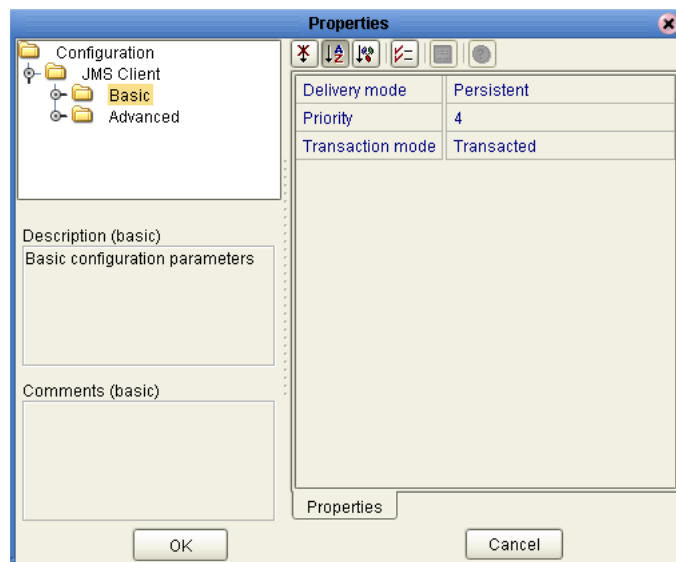 Properties
Configuration
JMS Client
Basic
Advanced
Description (basic)
Basic configuration parameters
Comments (basic)
Delivery mode Persistent
Priority 4
Transaction mode Transacted
Properties
OK
Cancel